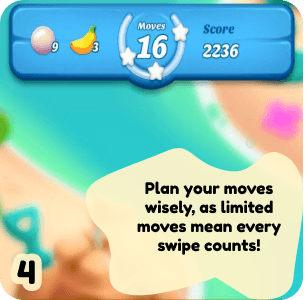 Moves
Score
9
3
16
2236
Plan your moves
wisely, as limited
moves mean every
swipe counts!
4